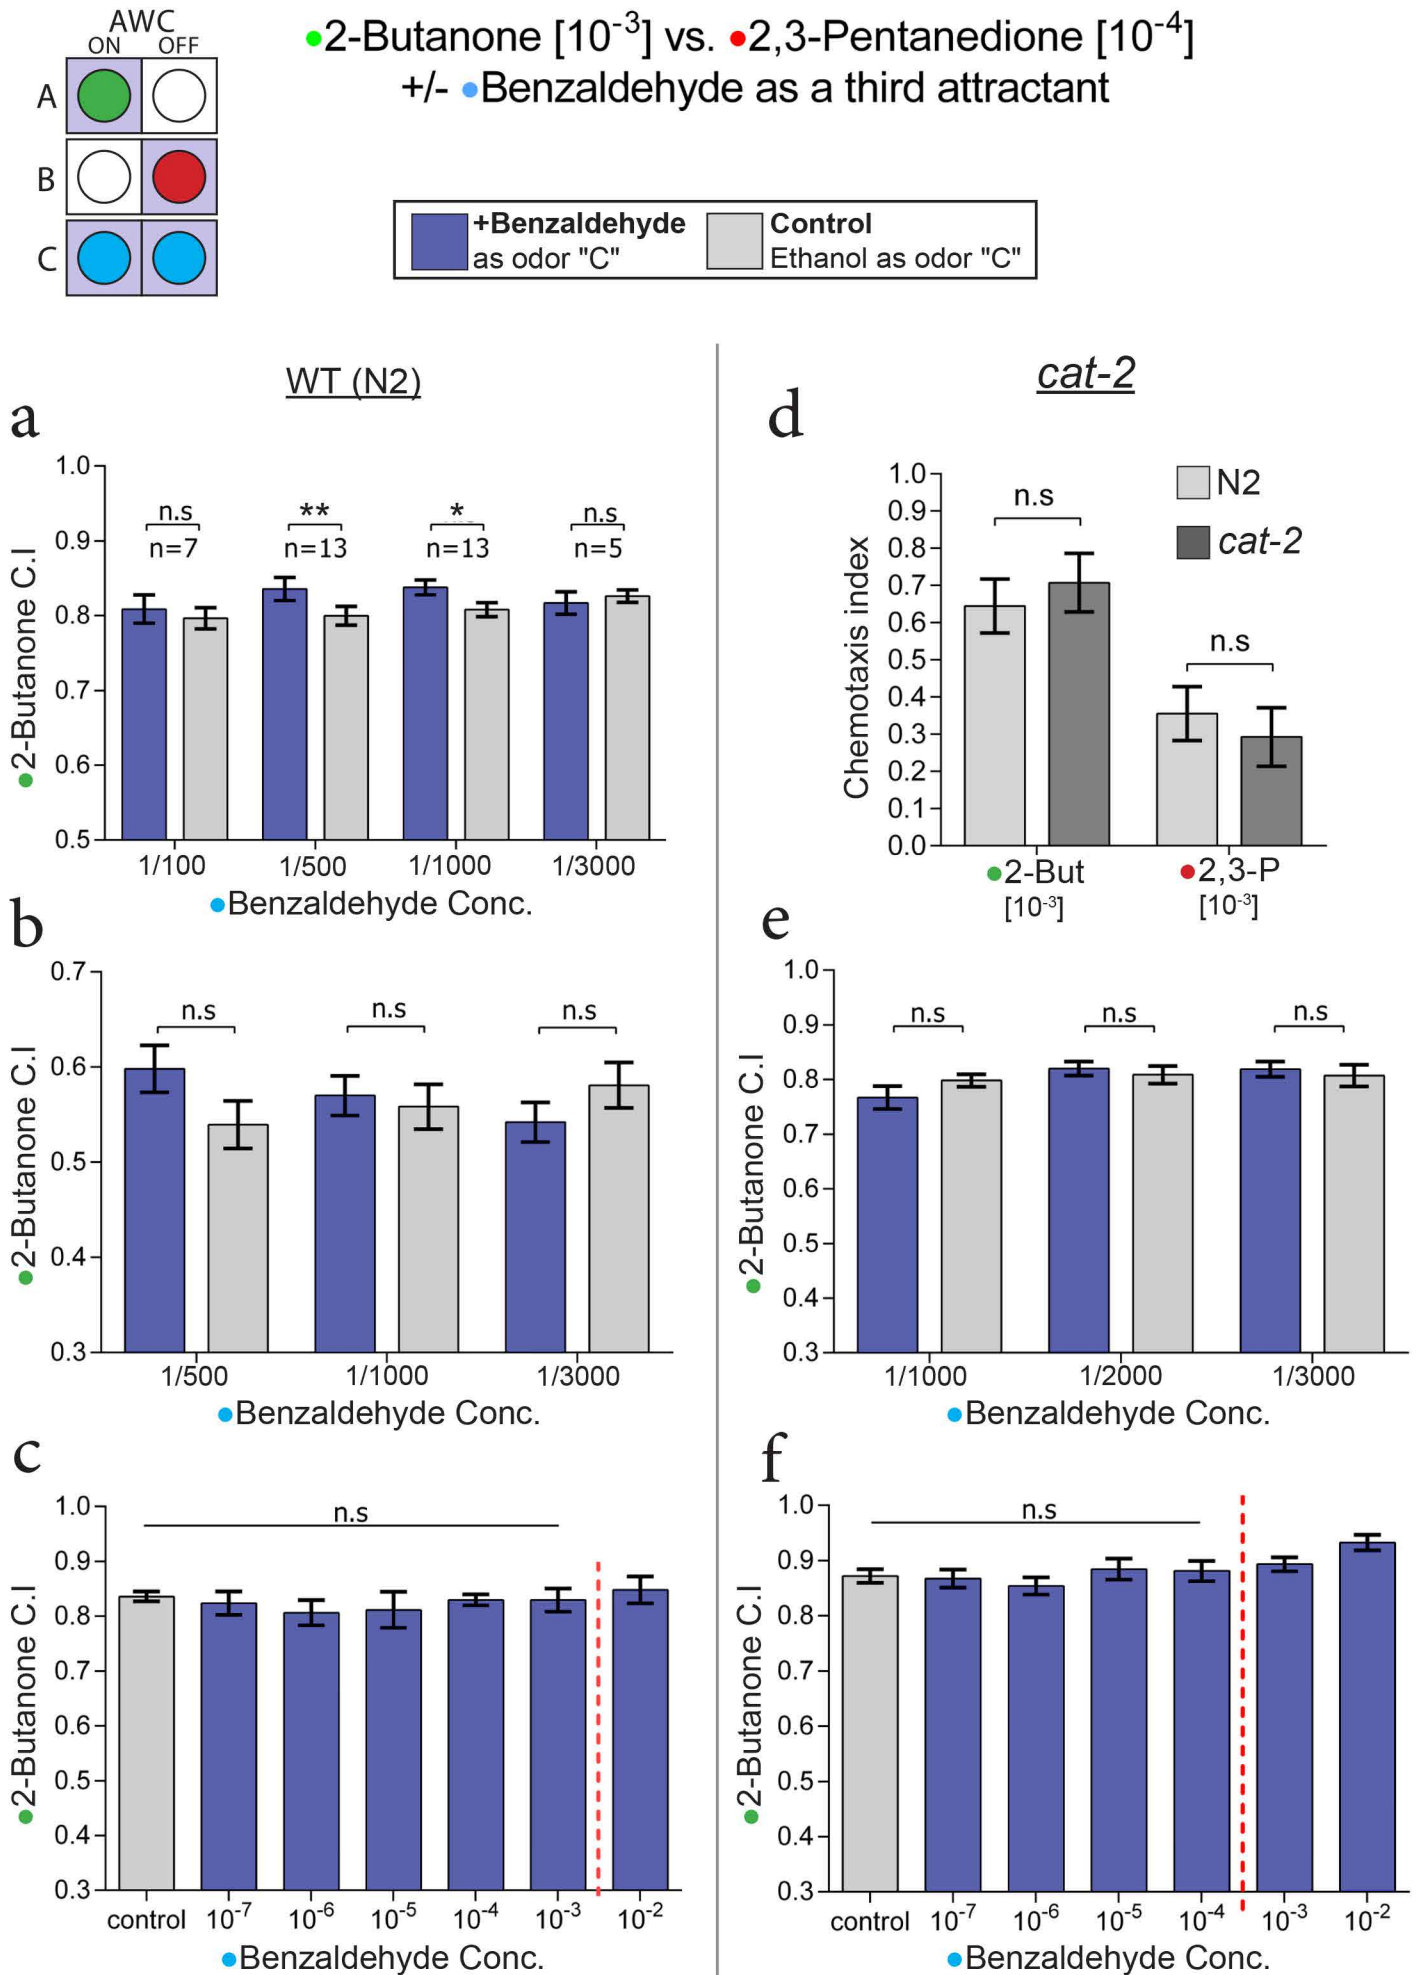 AWC
ON OFF
A
B
C
2-Butanone [10-3] vs. 2,3-Pentanedione [10-4]
+/- Benzaldehyde as a third attractant
+Benzaldehyde
as odor "C"
Control
Ethanol as odor "C"
WT (N2)
a
1.0
0.9
0.8
0.7
0.6
0.5
2-Butanone C.I
n.s ** * n.s
n=7 n=13 n=13 n=5
1/100 1/500 1/1000 1/3000
Benzaldehyde Conc.
b
0.7
0.6
0.5
0.4
0.3
2-Butanone C.I
n.s n.s n.s
1/500 1/1000 1/3000
Benzaldehyde Conc.
c
1.0
0.9
0.8
0.7
0.6
0.5
0.4
0.3
2-Butanone C.I
n.s
control 10-7 10-6 10-5 10-4 10-3 10-2
Benzaldehyde Conc.
cat-2
d
1.0
0.9
0.8
0.7
0.6
0.5
0.4
0.3
0.2
0.1
0.0
Chemotaxis index
N2
cat-2
n.s
n.s
2-But 2,3-P
[10-3] [10-3]
e
1.0
0.9
0.8
0.7
0.6
0.5
0.4
0.3
2-Butanone C.I
n.s n.s n.s
1/1000 1/2000 1/3000
Benzaldehyde Conc.
f
1.0
0.9
0.8
0.7
0.6
0.5
0.4
0.3
2-Butanone C.I
n.s
control 10-7 10-6 10-5 10-4 10-3 10-2
Benzaldehyde Conc.